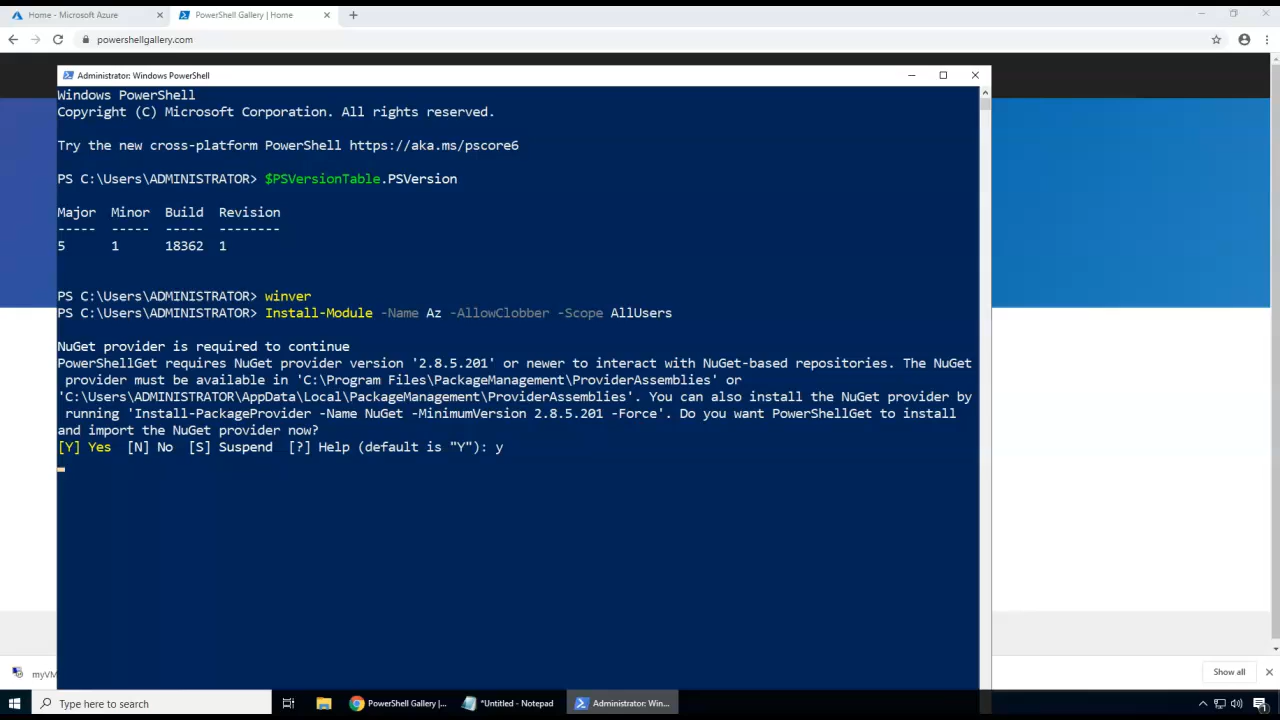 Home - Microsoft Azure
PowerShell Gallery | Home
powershellgallery.com
Administrator: Windows PowerShell
Windows PowerShell
Copyright (C) Microsoft Corporation. All rights reserved.
Try the new cross-platform PowerShell https://aka.ms/pscore6
PS C:\Users\ADMINISTRATOR> $PSVersionTable.PSVersion
Major  Minor  Build  Revision
-----  -----  -----  --------
5      1      18362  1
PS C:\Users\ADMINISTRATOR> winver
PS C:\Users\ADMINISTRATOR> Install-Module -Name Az -AllowClobber -Scope AllUsers
NuGet provider is required to continue
PowerShellGet requires NuGet provider version '2.8.5.201' or newer to interact with NuGet-based repositories. The NuGet
 provider must be available in 'C:\Program Files\PackageManagement\ProviderAssemblies' or
'C:\Users\ADMINISTRATOR\AppData\Local\PackageManagement\ProviderAssemblies'. You can also install the NuGet provider by
 running 'Install-PackageProvider -Name NuGet -MinimumVersion 2.8.5.201 -Force'. Do you want PowerShellGet to install
and import the NuGet provider now?
[Y] Yes  [N] No  [S] Suspend  [?] Help (default is "Y"): y
myVM
Show all
Type here to search
PowerShell Gallery |...
*Untitled - Notepad
Administrator: Win...
1